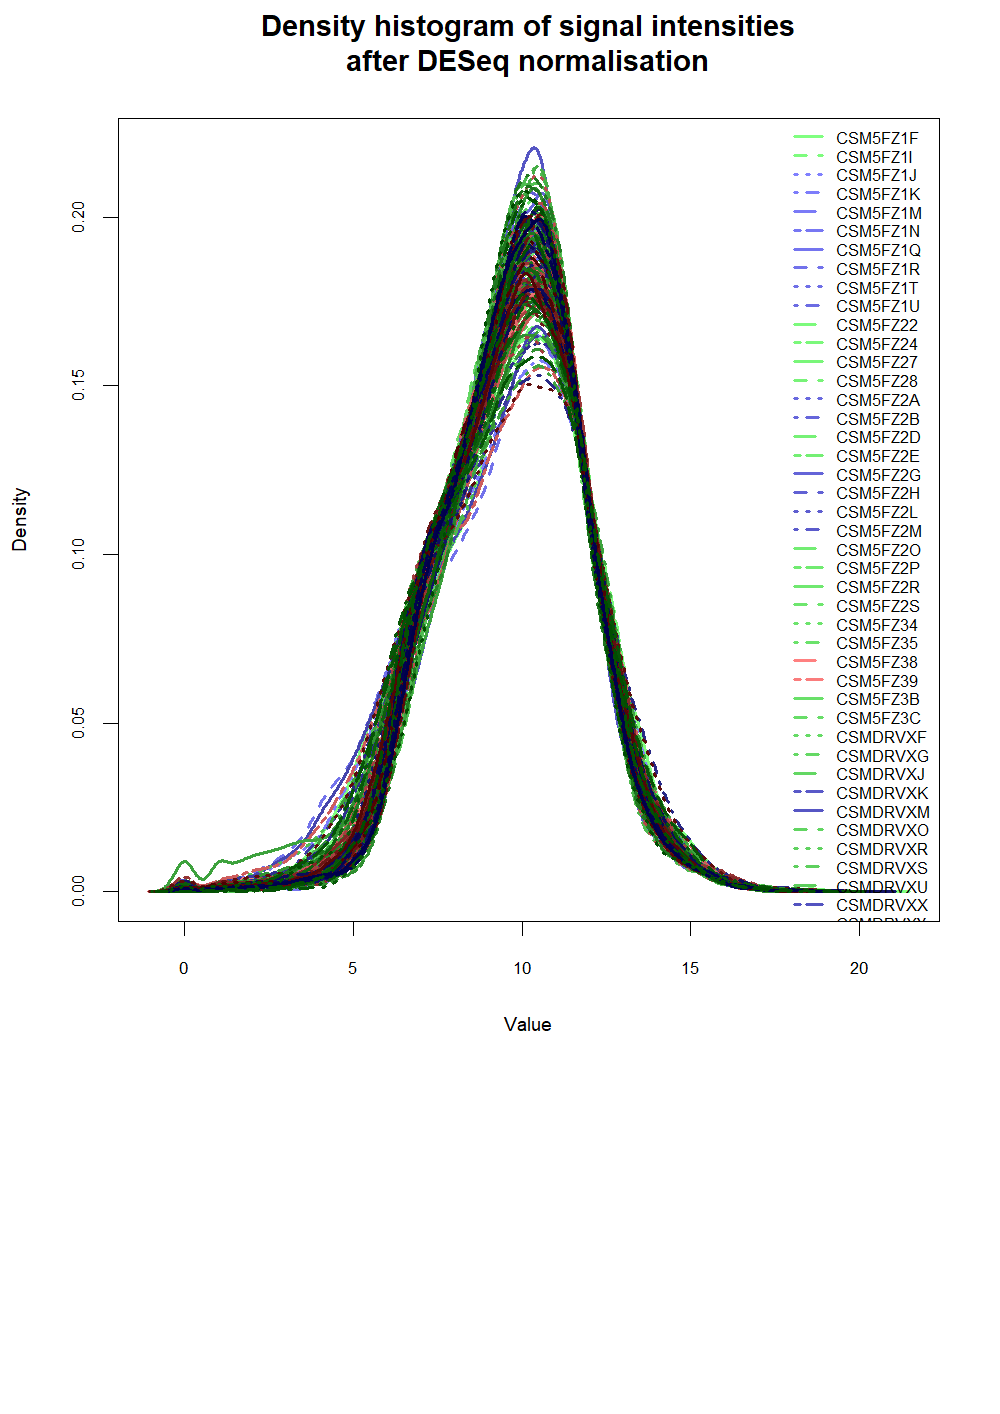 Density histogram of signal intensities
after DESeq normalisation
CSM5FZ1F
CSM5FZ1I
CSM5FZ1J
CSM5FZ1K
CSM5FZ1M
CSM5FZ1N
CSM5FZ1Q
CSM5FZ1R
CSM5FZ1T
CSM5FZ1U
CSM5FZ22
CSM5FZ24
CSM5FZ27
CSM5FZ28
CSM5FZ2A
CSM5FZ2B
CSM5FZ2D
CSM5FZ2E
CSM5FZ2G
CSM5FZ2H
CSM5FZ2L
CSM5FZ2M
CSM5FZ2O
CSM5FZ2P
CSM5FZ2R
CSM5FZ2S
CSM5FZ34
CSM5FZ35
CSM5FZ38
CSM5FZ39
CSM5FZ3B
CSM5FZ3C
CSMDRVXF
CSMDRVXG
CSMDRVXJ
CSMDRVXK
CSMDRVXM
CSMDRVXO
CSMDRVXR
CSMDRVXS
CSMDRVXU
CSMDRVXX
0.20
0.15
0.10
0.05
0.00
Density
0 5 10 15 20
Value